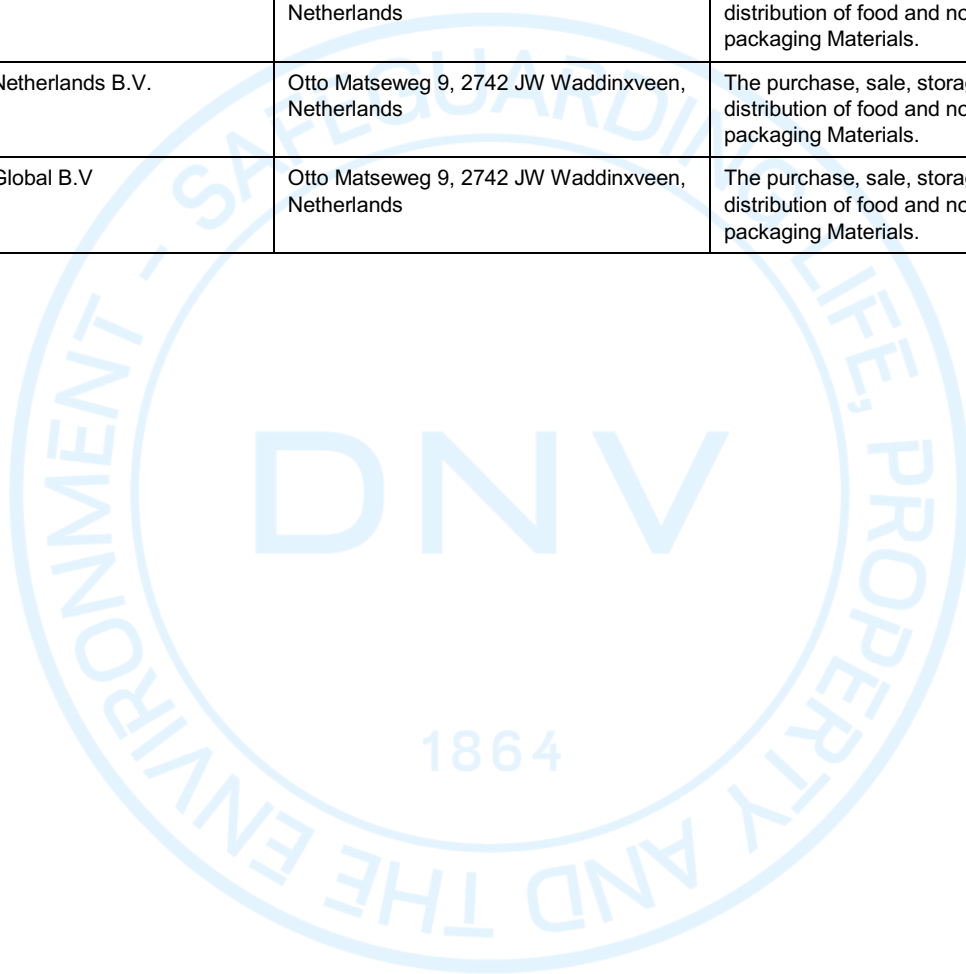 Netherlands
distribution of food and no
packaging Materials.
Netherlands B.V.
Otto Matseweg 9, 2742 JW Waddinxveen,
Netherlands
The purchase, sale, storag
distribution of food and no
packaging Materials.
Global B.V
Otto Matseweg 9, 2742 JW Waddinxveen,
Netherlands
The purchase, sale, storag
distribution of food and no
packaging Materials.
SAFEGUARDING LIFE, PROPERTY AND THE ENVIRONMENT –
DNV
1864